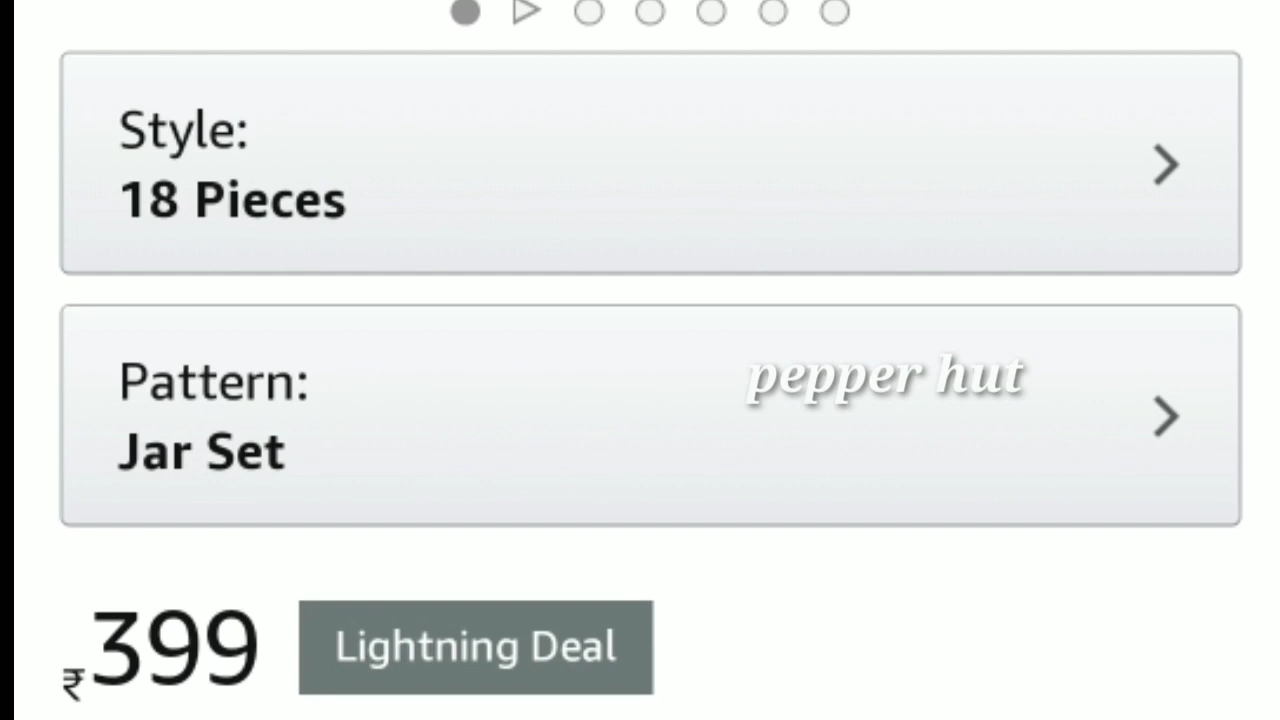 Style:
18 Pieces
Pattern:
pepper hut
Jar Set
₹399
Lightning Deal